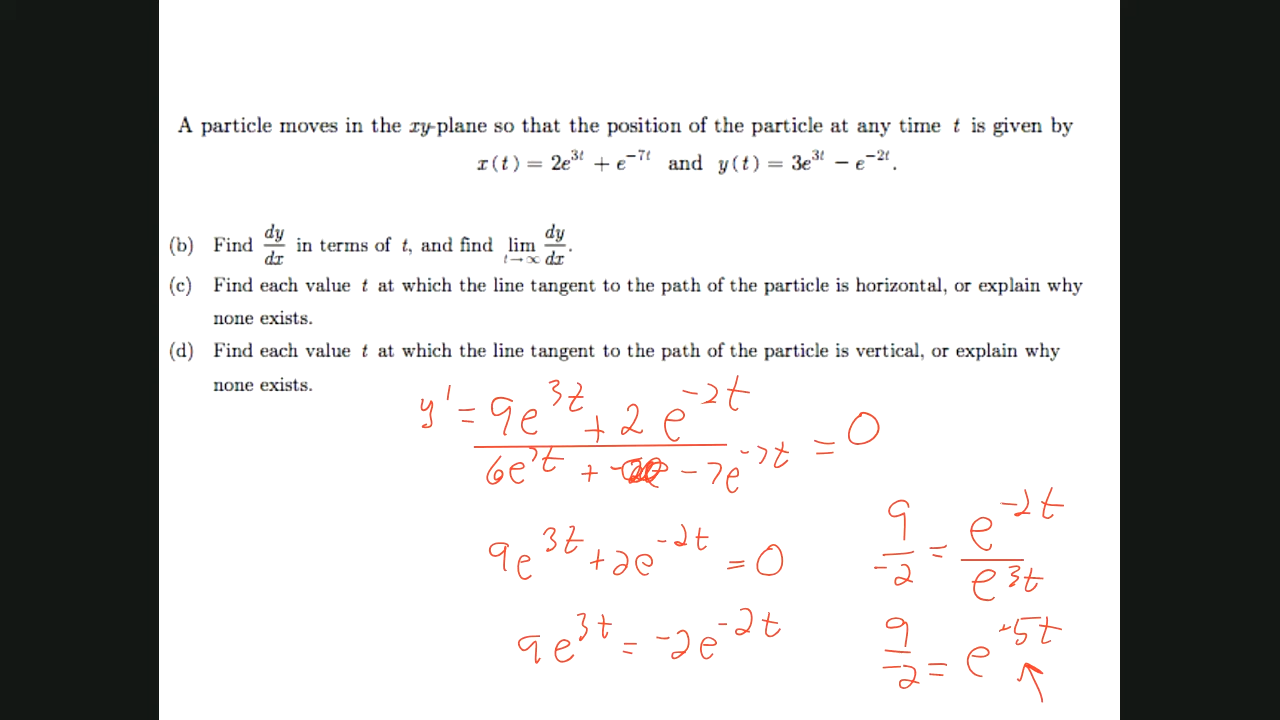 A particle moves in the xy-plane so that the position of the particle at any time t is given by
x(t) = 2e^{3t} + e^{-7t} and y(t) = 3e^{3t} - e^{-2t}.
(b) Find dy/dx in terms of t, and find lim_{t→∞} dy/dx.
(c) Find each value t at which the line tangent to the path of the particle is horizontal, or explain why
none exists.
(d) Find each value t at which the line tangent to the path of the particle is vertical, or explain why
none exists.
y' = 9e^{3t} + 2e^{-2t}
6e^{3t} + - 7e^{-7t} = 0
9e^{3t} + 2e^{-2t} = 0
9e^{3t} = -2e^{-2t}
9/-2 = e^{-2t}/e^{3t}
9/-2 = e^{-5t}